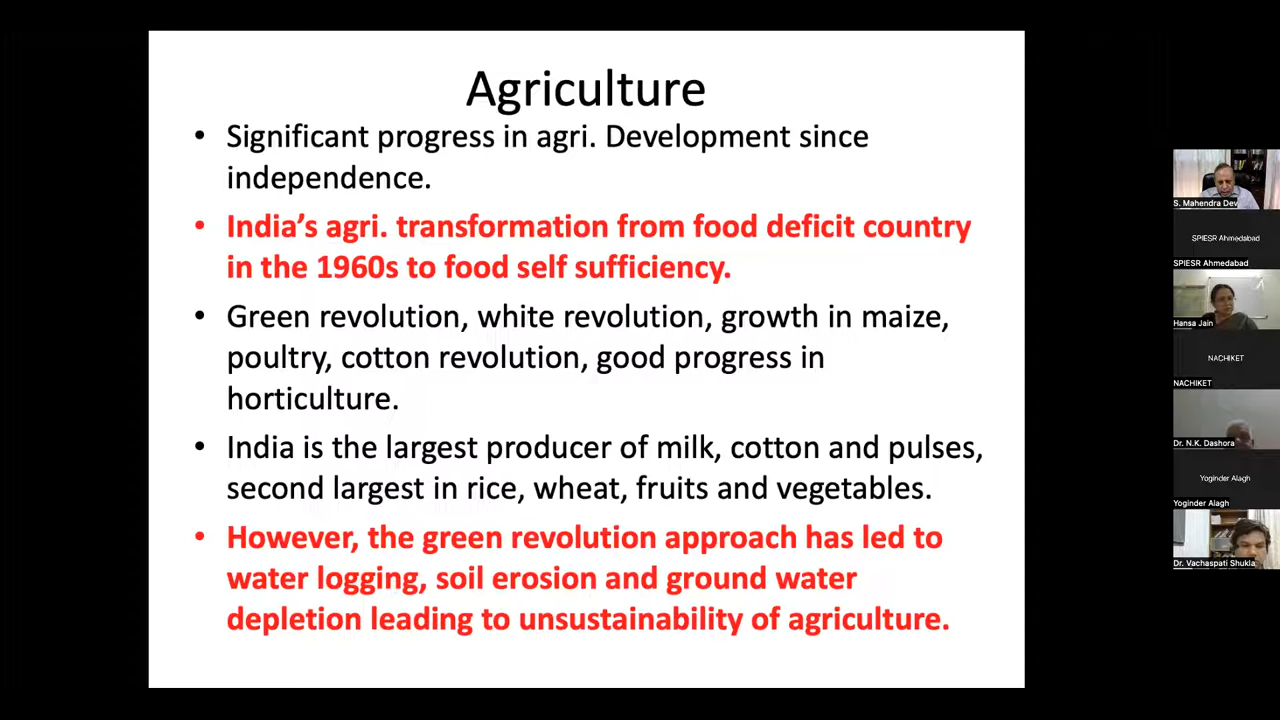 Agriculture
• Significant progress in agri. Development since
independence.
• India's agri. transformation from food deficit country
in the 1960s to food self sufficiency.
• Green revolution, white revolution, growth in maize,
poultry, cotton revolution, good progress in
horticulture.
• India is the largest producer of milk, cotton and pulses,
second largest in rice, wheat, fruits and vegetables.
• However, the green revolution approach has led to
water logging, soil erosion and ground water
depletion leading to unsustainability of agriculture.
S. Mahendra Dev
SPIESR Ahmedabad
SPIESR Ahmedabad
Hansa Jain
NACHIKET
NACHIKET
Dr. N.K. Dashora
Yoginder Alagh
Yoginder Alagh
Dr. Vachaspati Shukla